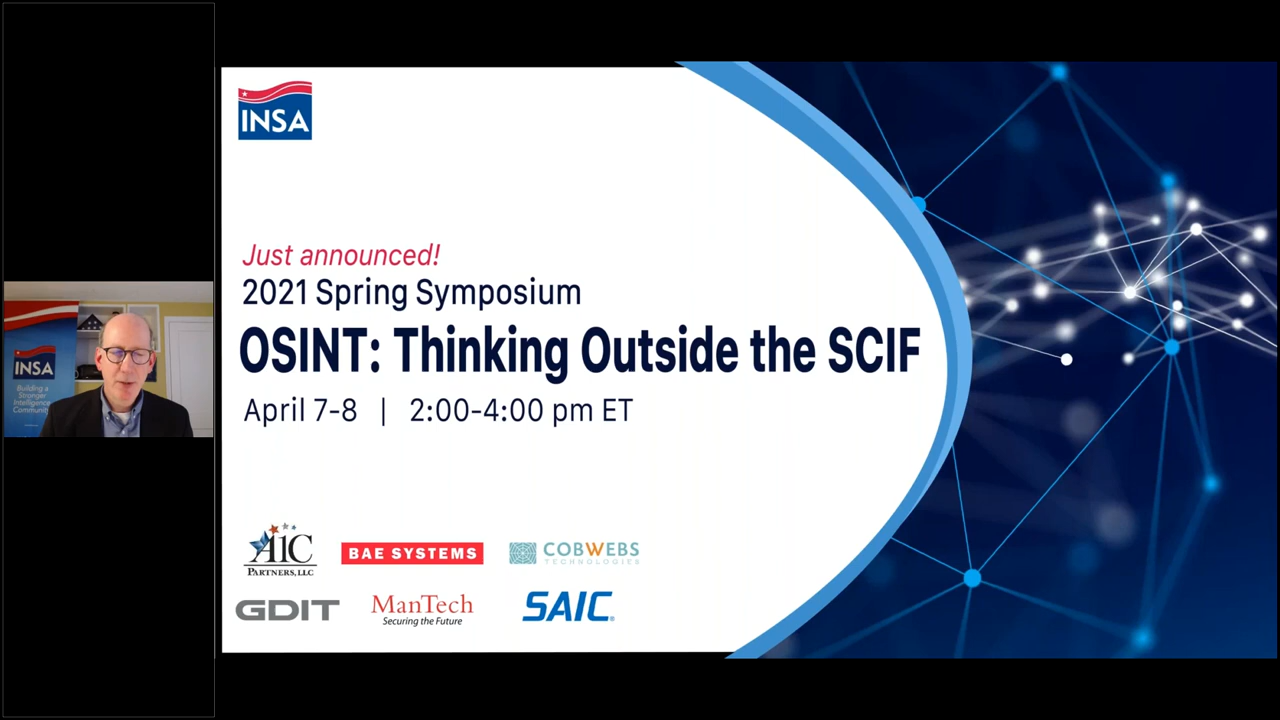 INSA
Building a
Stronger
Intelligence
Community
INSA
Just announced!
2021 Spring Symposium
OSINT: Thinking Outside the SCIF
April 7-8 | 2:00-4:00 pm ET
A1C
PARTNERS, LLC
BAE SYSTEMS
COBWEBS
TECHNOLOGIES
GDIT
ManTech
Securing the Future
SAIC